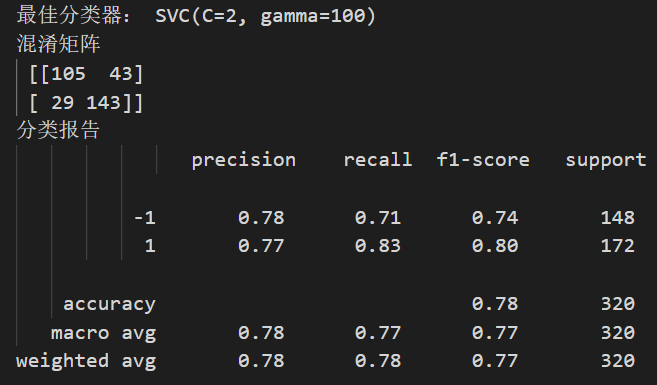 最佳分类器： SVC(C=2, gamma=100)
混淆矩阵
[[105  43]
[ 29 143]]
分类报告
precision    recall  f1-score   support
-1       0.78      0.71      0.74       148
1       0.77      0.83      0.80       172
accuracy                           0.78       320
macro avg       0.78      0.77      0.77       320
weighted avg       0.78      0.78      0.77       320